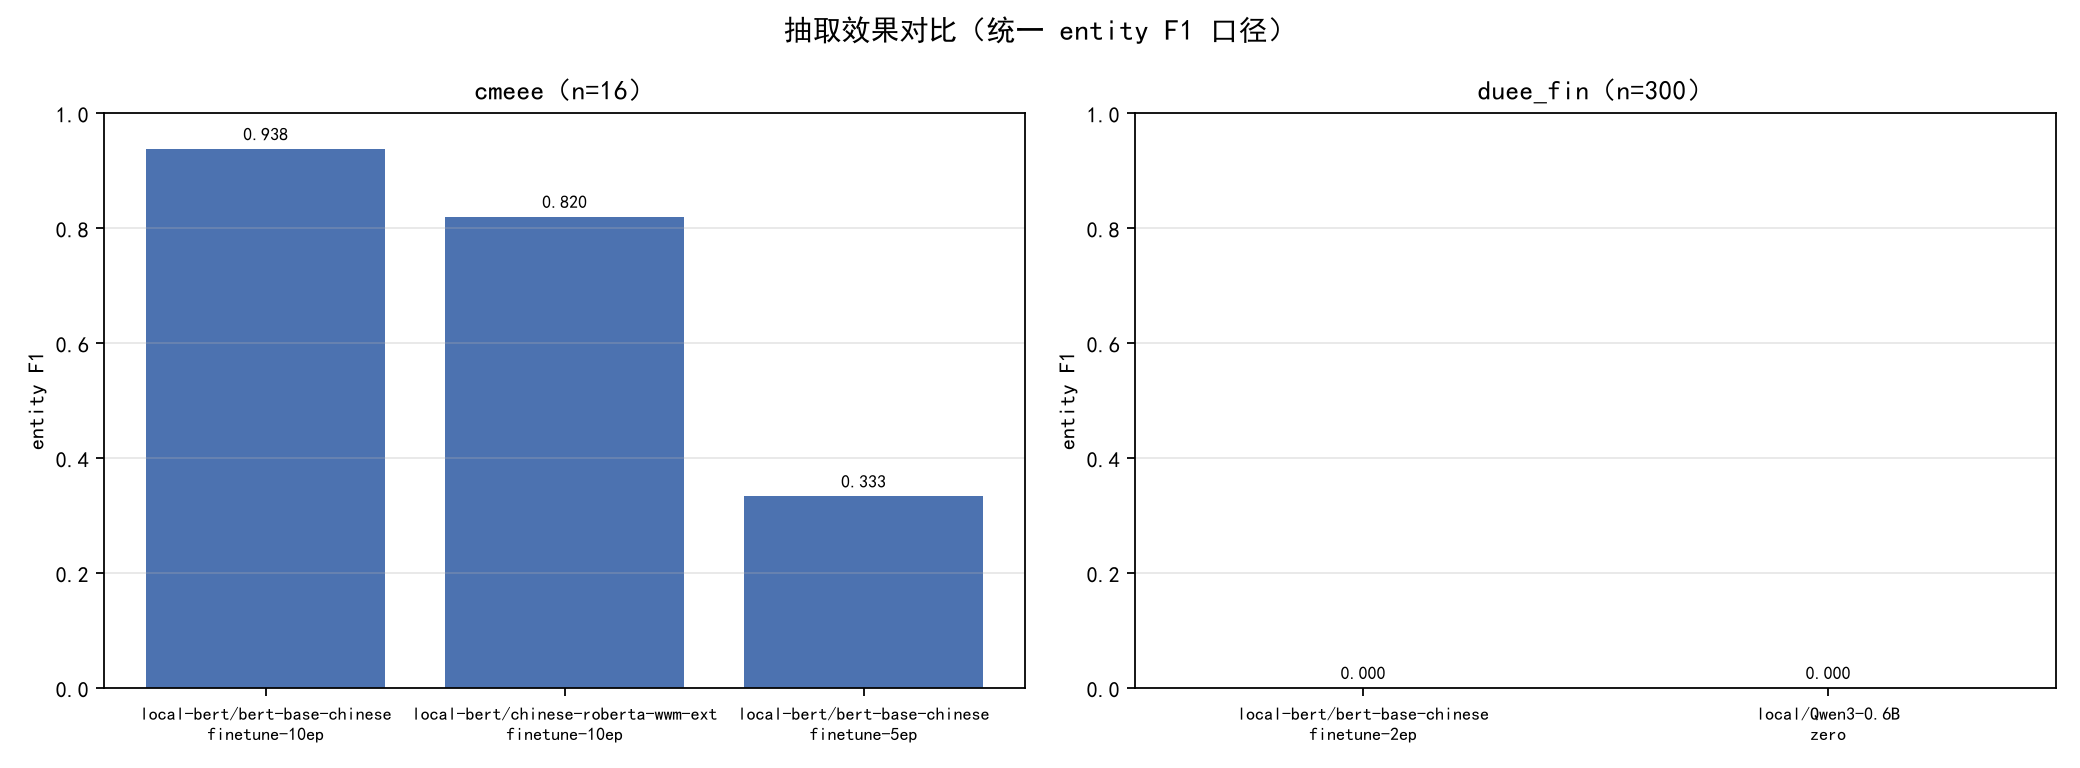 抽取效果对比（统一 entity F1 口径）
cmeee（n=16）
1.0
0.8
0.6
0.4
0.2
0.0
entity F1
0.938
0.820
0.333
local-bert/bert-base-chinese
finetune-10ep
local-bert/chinese-roberta-wwm-ext
finetune-10ep
local-bert/bert-base-chinese
finetune-5ep
duee_fin（n=300）
1.0
0.8
0.6
0.4
0.2
0.0
entity F1
0.000
0.000
local-bert/bert-base-chinese
finetune-2ep
local/Qwen3-0.6B
zero